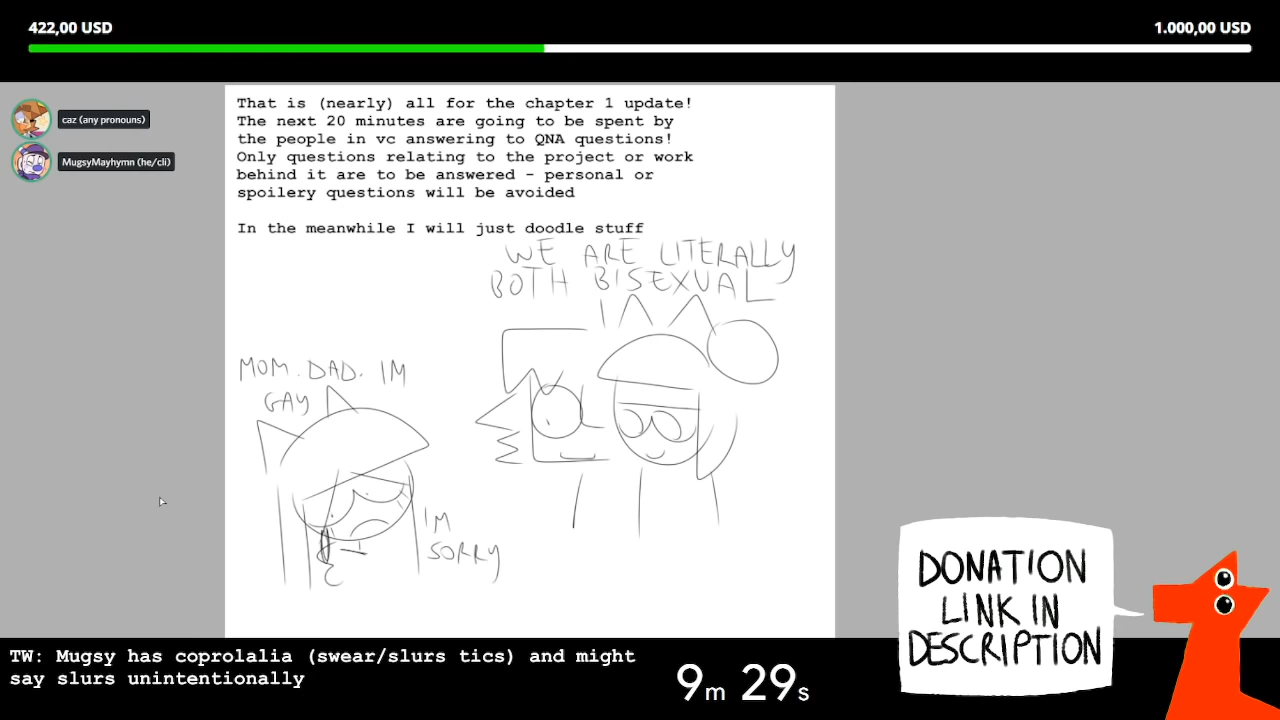 422,00 USD
1.000,00 USD
caz (any pronouns)
MugsyMayhymn (he/cli)
That is (nearly) all for the chapter 1 update!
The next 20 minutes are going to be spent by
the people in vc answering to QNA questions!
Only questions relating to the project or work
behind it are to be answered - personal or
spoilery questions will be avoided
In the meanwhile I will just doodle stuff
WE ARE LITERALLY
BOTH BISEXUAL
MOM. DAD. IM
GAY
I'M
SORRY
DONATION
LINK IN
DESCRIPTION
TW: Mugsy has coprolalia (swear/slurs tics) and might
say slurs unintentionally
9m 29s